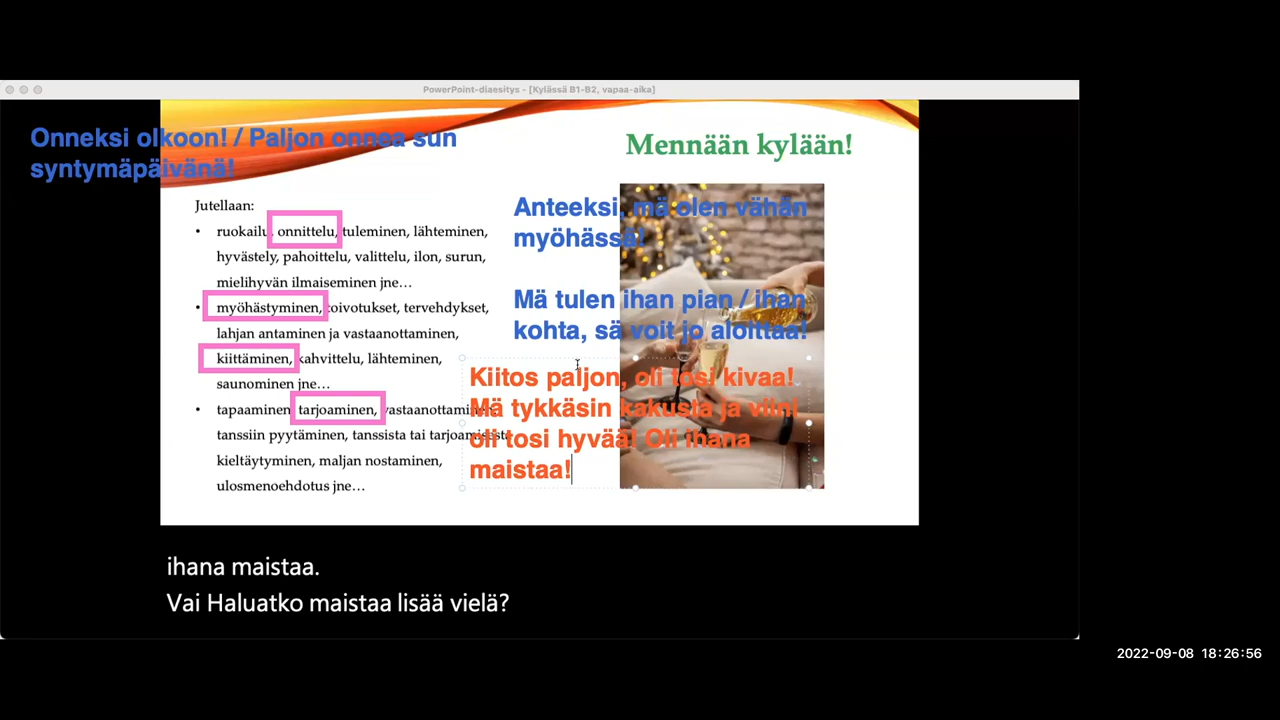 PowerPoint-diaesitys - [Kylässä B1-B2, vapaa-aika]
Onneksi olkoon! / Paljon onnea sun
syntymäpäivänä!
Mennään kylään!
Jutellaan:
• ruokailu, onnittelu, tuleminen, lähteminen,
hyvästely, pahoittelu, valittelu, ilon, surun,
mielihyvän ilmaiseminen jne…
• myöhästyminen, toivotukset, tervehdykset,
lahjan antaminen ja vastaanottaminen,
kiittäminen, kahvittelu, lähteminen,
saunominen jne…
• tapaaminen, tarjoaminen, vastaanottaminen,
tanssiin pyytäminen, tanssista tai tarjoamisesta
kieltäytyminen, maljan nostaminen,
ulosmenoehdotus jne…
Anteeksi, mä olen vähän
myöhässä!
Mä tulen ihan pian / ihan
kohta, sä voit jo aloittaa!
Kiitos paljon, oli tosi kivaa!
Mä tykkäsin kakusta ja viini
oli tosi hyvää! Oli ihana
maistaa!
ihana maistaa.
Vai Haluatko maistaa lisää vielä?
2022-09-08 18:26:56